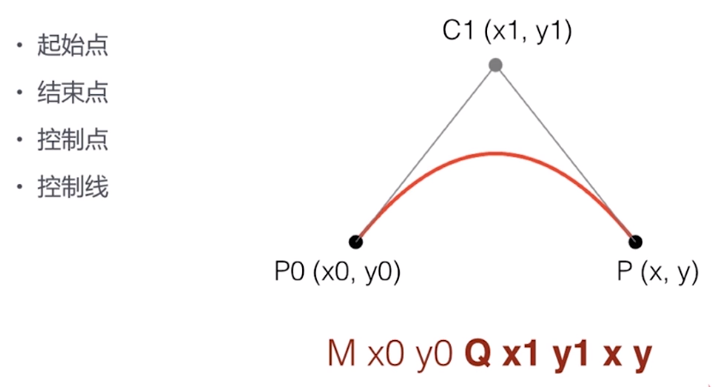 • 起始点
• 结束点
• 控制点
• 控制线
C1 (x1, y1)
P0 (x0, y0)
P (x, y)
M x0 y0 Q x1 y1 x y